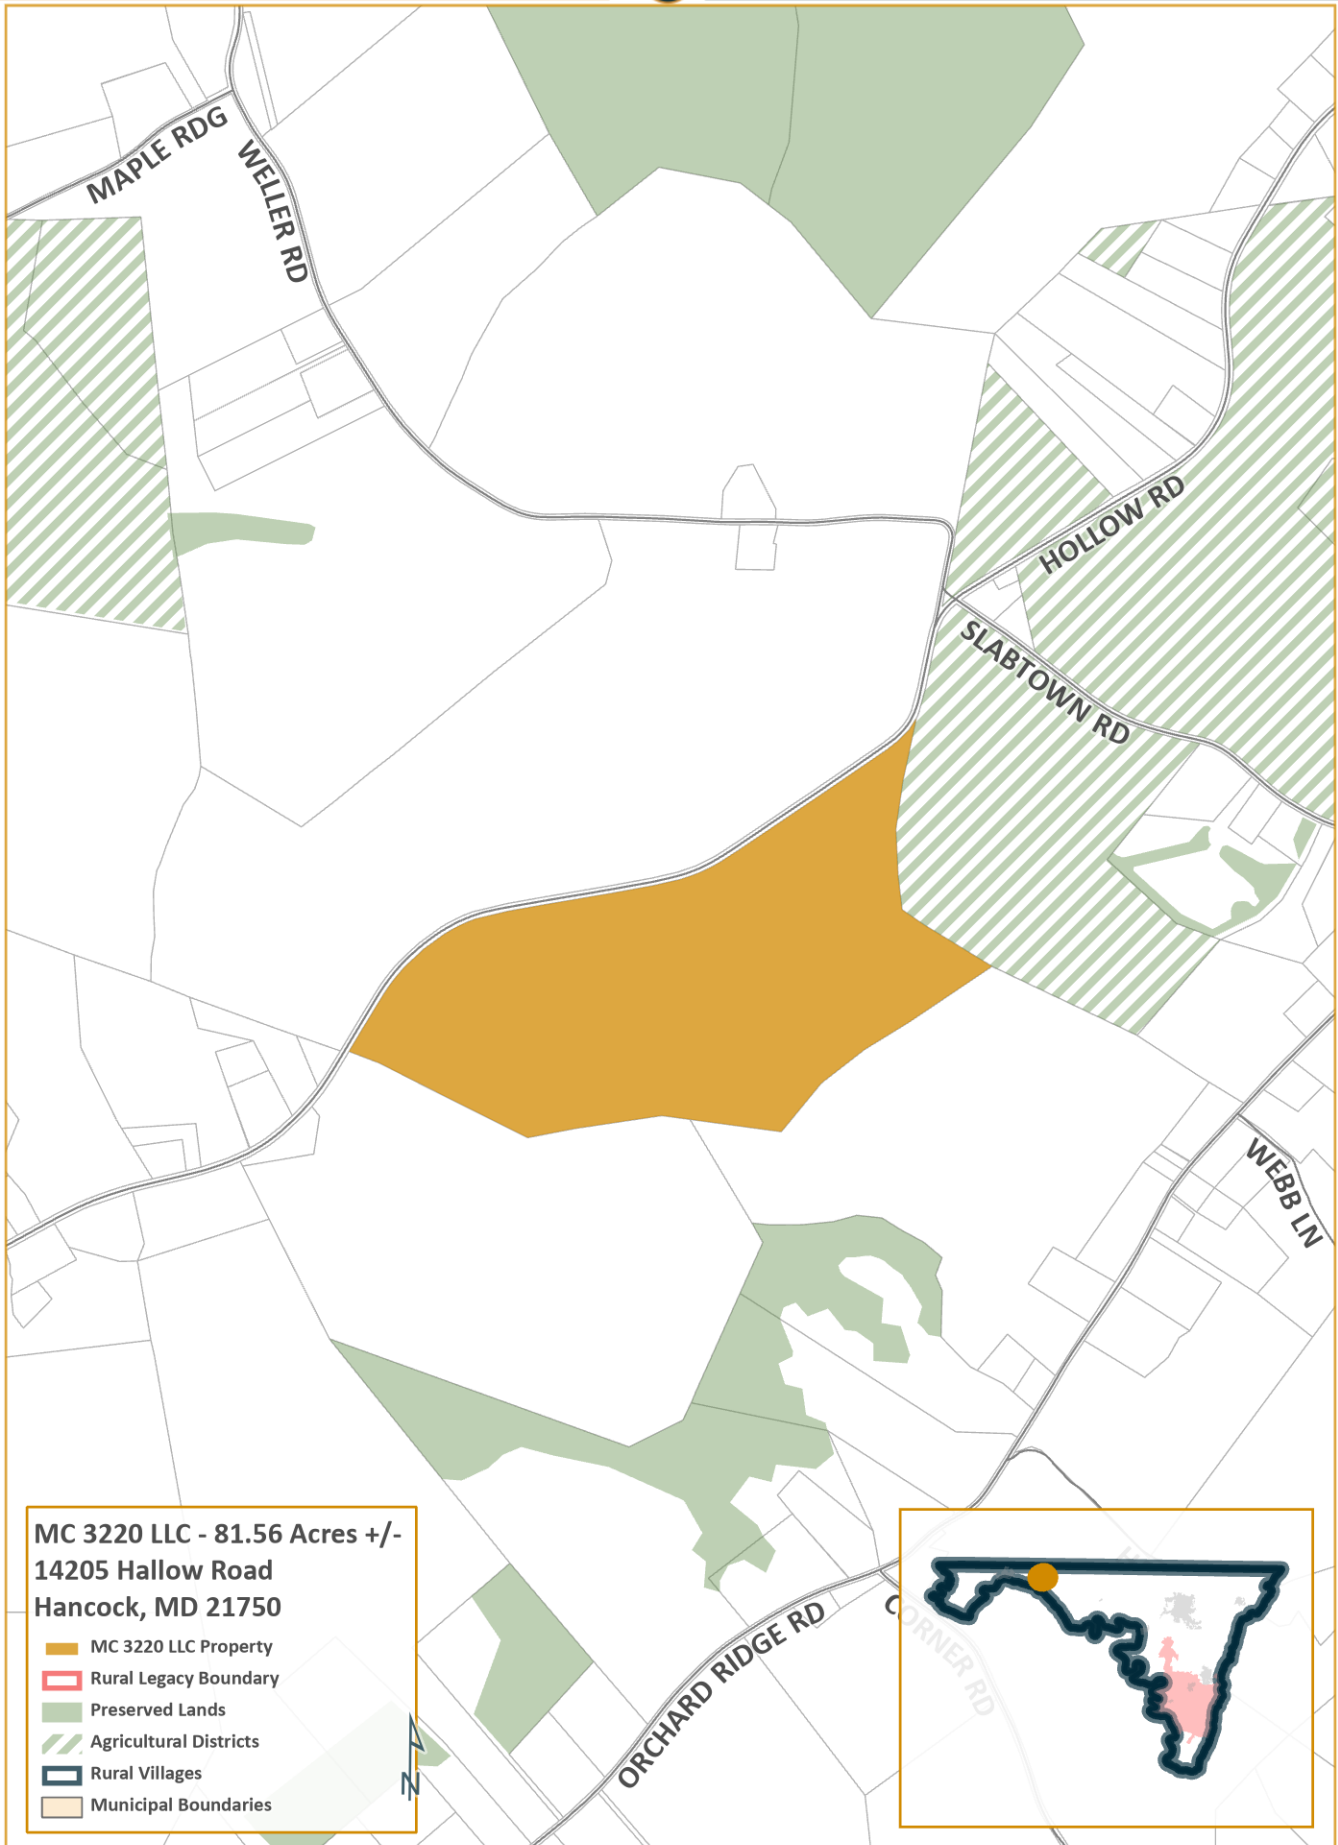 MAPLE RDG
WELLER RD
HOLLOW RD
SLABTOWN RD
WEBB LN
ORCHARD RIDGE RD
CORNER RD
MC 3220 LLC - 81.56 Acres +/-
14205 Hallow Road
Hancock, MD 21750
MC 3220 LLC Property
Rural Legacy Boundary
Preserved Lands
Agricultural Districts
Rural Villages
Municipal Boundaries
N